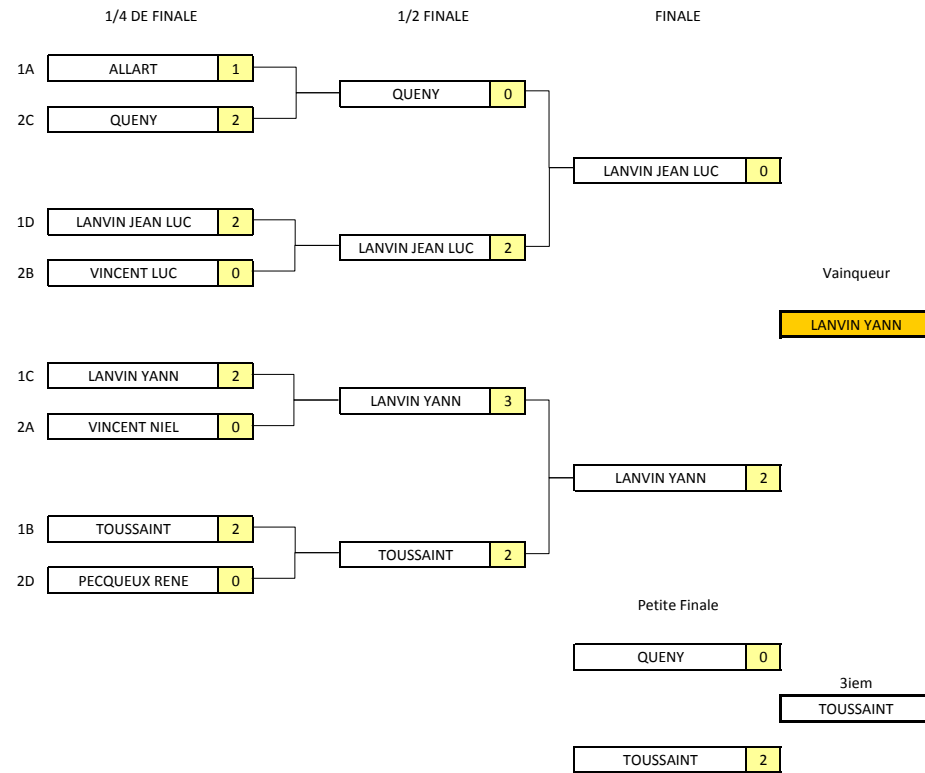 1/4 DE FINALE 1/2 FINALE FINALE
1A ALLART 1
QUENY 0
2C QUENY 2
LANVIN JEAN LUC 0
1D LANVIN JEAN LUC 2
LANVIN JEAN LUC 2
2B VINCENT LUC 0
Vainqueur
LANVIN YANN
1C LANVIN YANN 2
LANVIN YANN 3
2A VINCENT NIEL 0
LANVIN YANN 2
1B TOUSSAINT 2
TOUSSAINT 2
2D PECQUEUX RENE 0
Petite Finale
QUENY 0
3iem
TOUSSAINT
TOUSSAINT 2